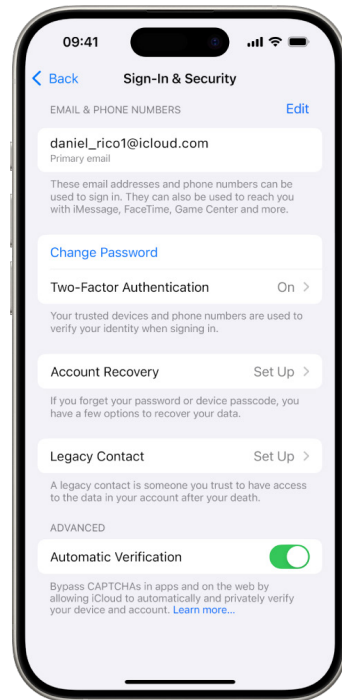 09:41
Back Sign-In & Security
EMAIL & PHONE NUMBERS Edit
daniel_rico1@icloud.com
Primary email
These email addresses and phone numbers can be
used to sign in. They can also be used to reach you
with iMessage, FaceTime, Game Center and more.
Change Password
Two-Factor Authentication On
Your trusted devices and phone numbers are used to
verify your identity when signing in.
Account Recovery Set Up
If you forget your password or device passcode, you
have a few options to recover your data.
Legacy Contact Set Up
A legacy contact is someone you trust to have access
to the data in your account after your death.
ADVANCED
Automatic Verification
Bypass CAPTCHAs in apps and on the web by
allowing iCloud to automatically and privately verify
your device and account. Learn more...